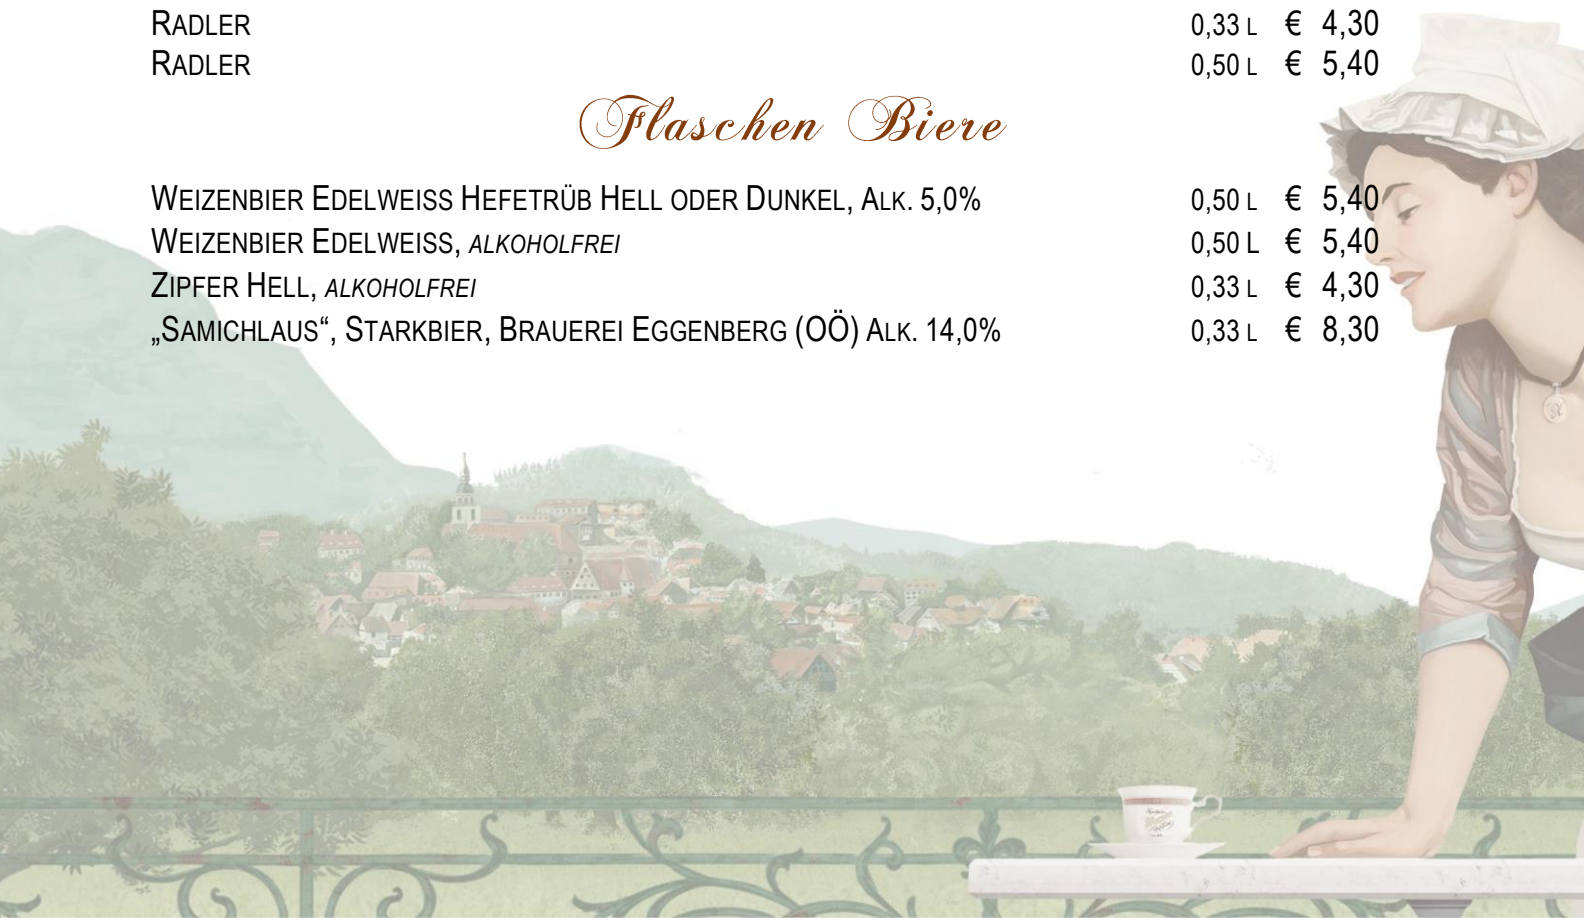 RADLER 0,33 L € 4,30
RADLER 0,50 L € 5,40
Flaschen Biere
WEIZENBIER EDELWEISS HEFETRÜB HELL ODER DUNKEL, ALK. 5,0% 0,50 L € 5,40
WEIZENBIER EDELWEISS, ALKOHOLFREI 0,50 L € 5,40
ZIPFER HELL, ALKOHOLFREI 0,33 L € 4,30
„SAMICHLAUS“, STARKBIER, BRAUEREI EGGENBERG (OÖ) ALK. 14,0% 0,33 L € 8,30